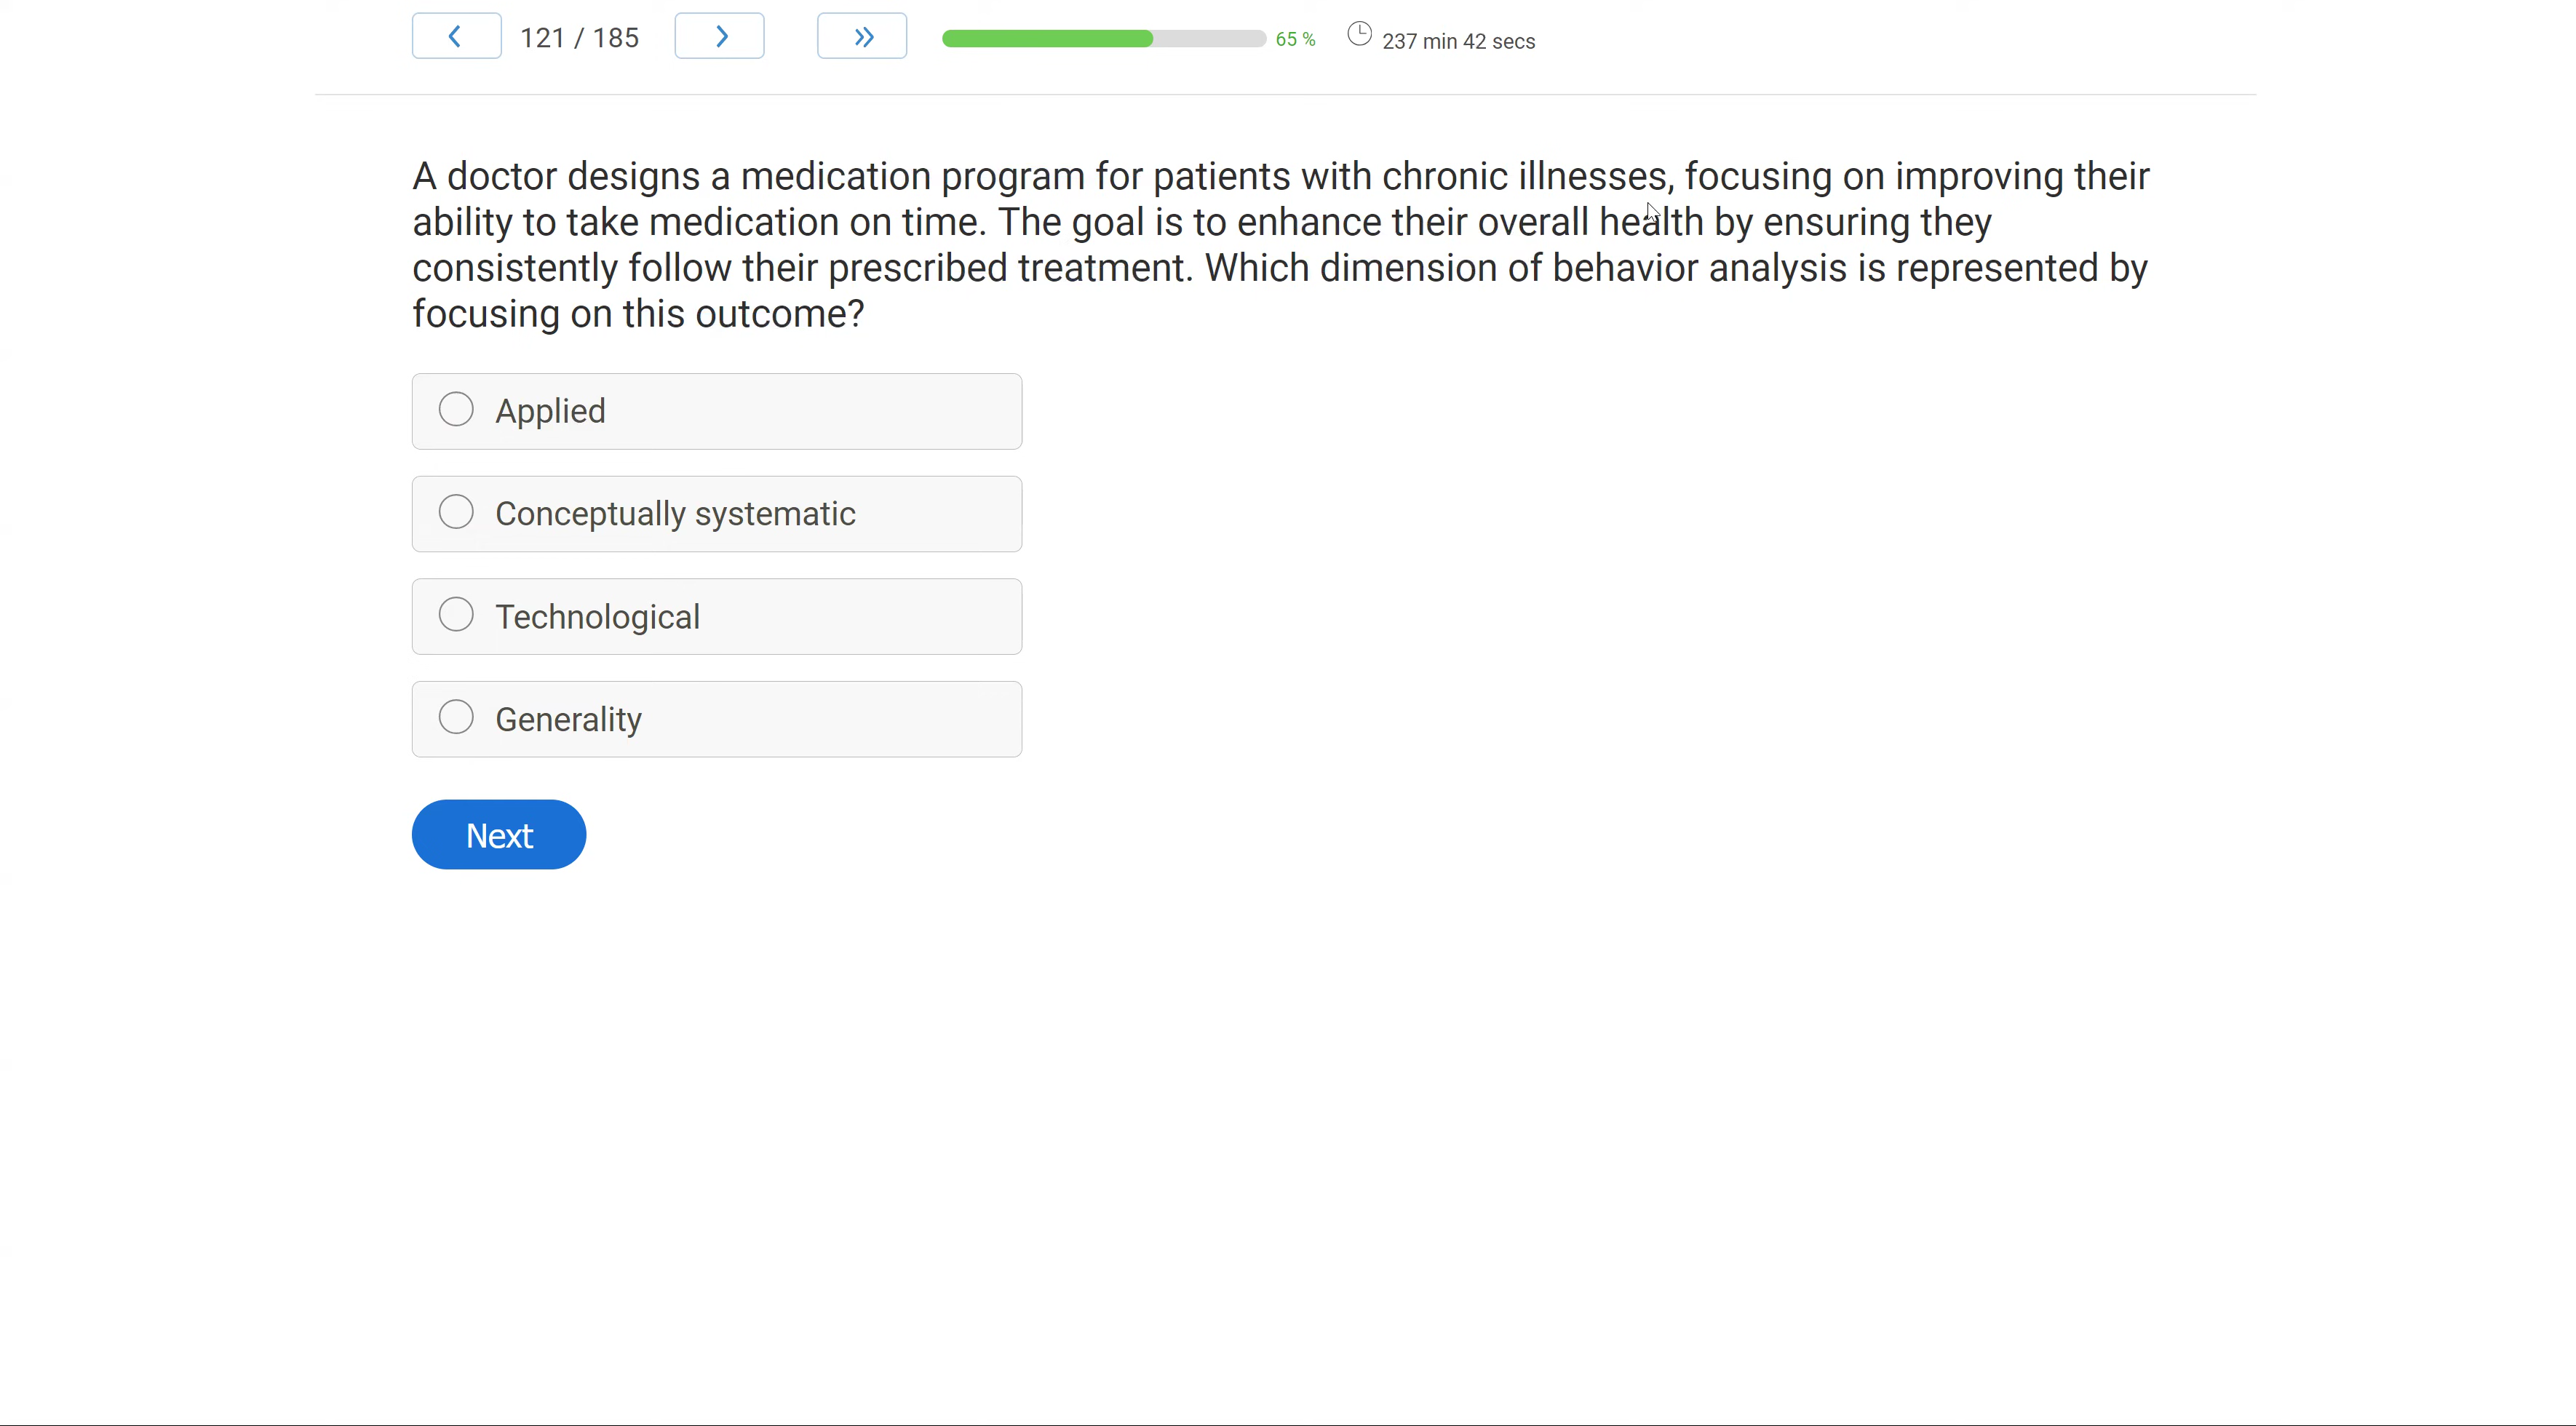 121 / 185
65 %
237 min 42 secs
A doctor designs a medication program for patients with chronic illnesses, focusing on improving their
ability to take medication on time. The goal is to enhance their overall health by ensuring they
consistently follow their prescribed treatment. Which dimension of behavior analysis is represented by
focusing on this outcome?
Applied
Conceptually systematic
Technological
Generality
Next